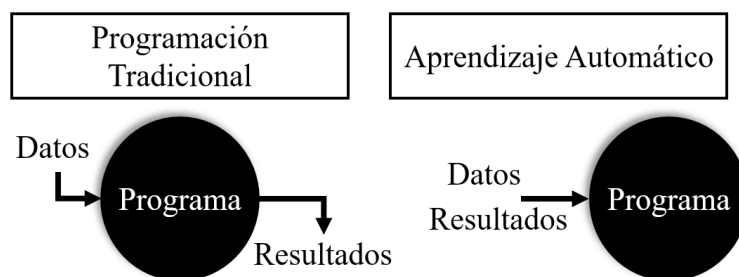 Programación
Tradicional
Aprendizaje Automático
Datos
Programa
Resultados
Datos
Resultados
Programa